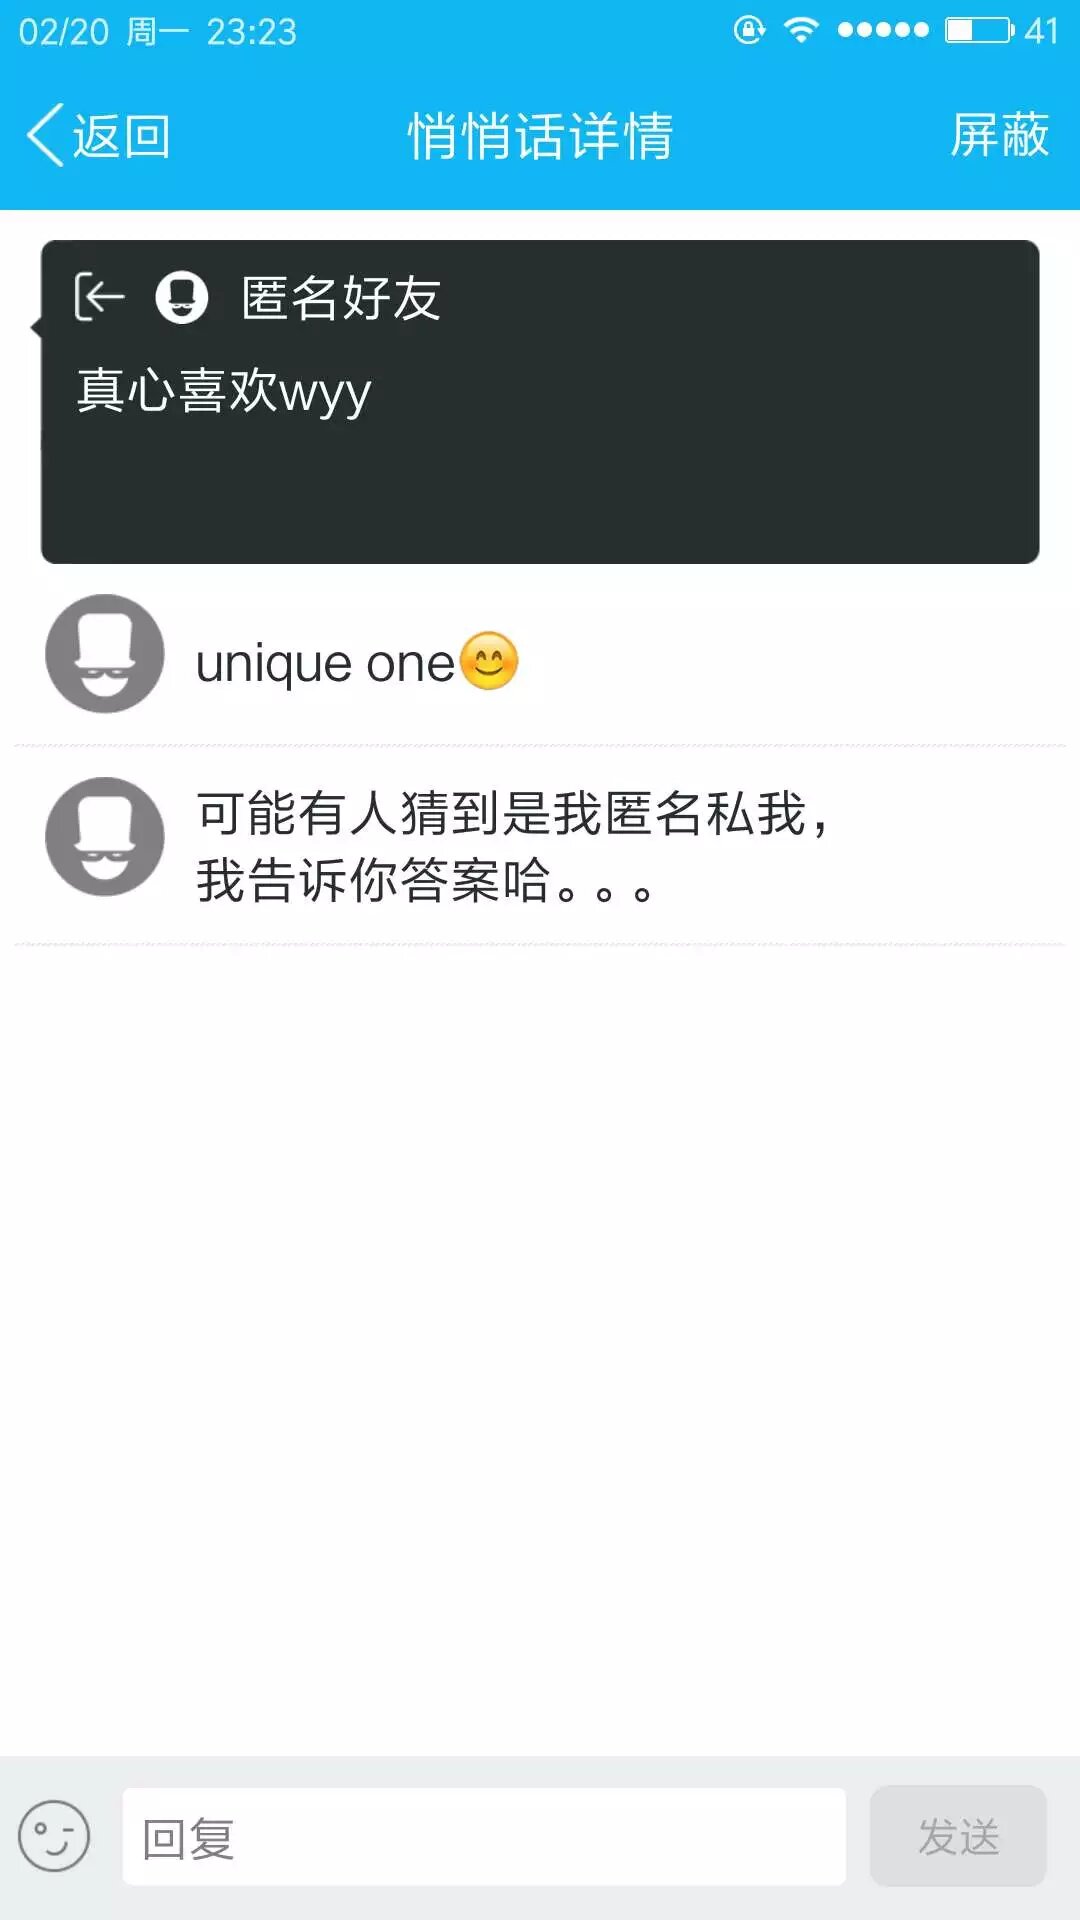 02/20 周一 23:23 41
返回 悄悄话详情 屏蔽
匿名好友
真心喜欢wyy
unique one😊
可能有人猜到是我匿名私我，
我告诉你答案哈。。。
回复 发送